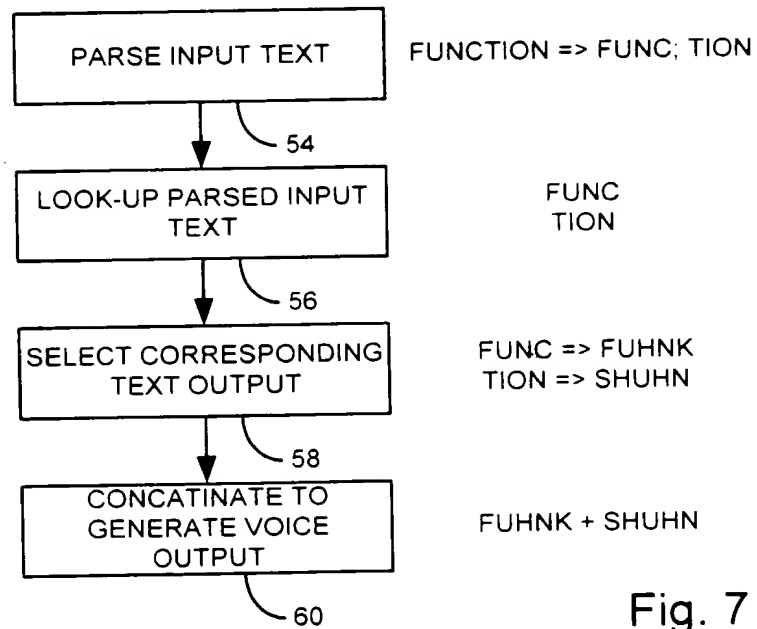 PARSE INPUT TEXT
FUNCTION => FUNC; TION
54
LOOK-UP PARSED INPUT
TEXT
FUNC
TION
56
SELECT CORRESPONDING
TEXT OUTPUT
FUNC => FUHNK
TION => SHUHN
58
CONCATINATE TO
GENERATE VOICE
OUTPUT
FUHNK + SHUHN
60
Fig. 7